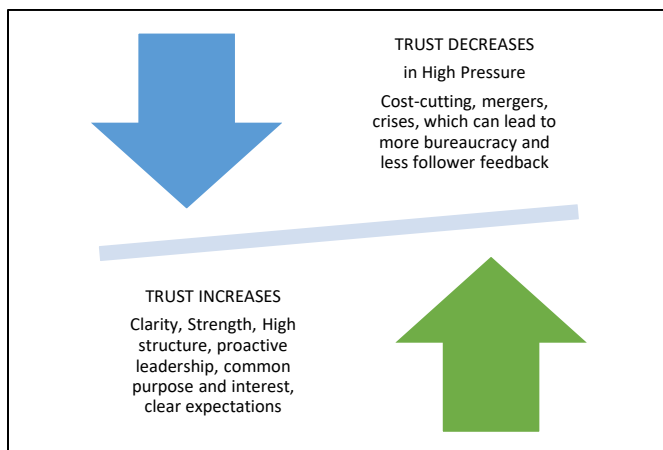 TRUST DECREASES
in High Pressure
Cost-cutting, mergers,
crises, which can lead to
more bureaucracy and
less follower feedback
TRUST INCREASES
Clarity, Strength, High
structure, proactive
leadership, common
purpose and interest,
clear expectations